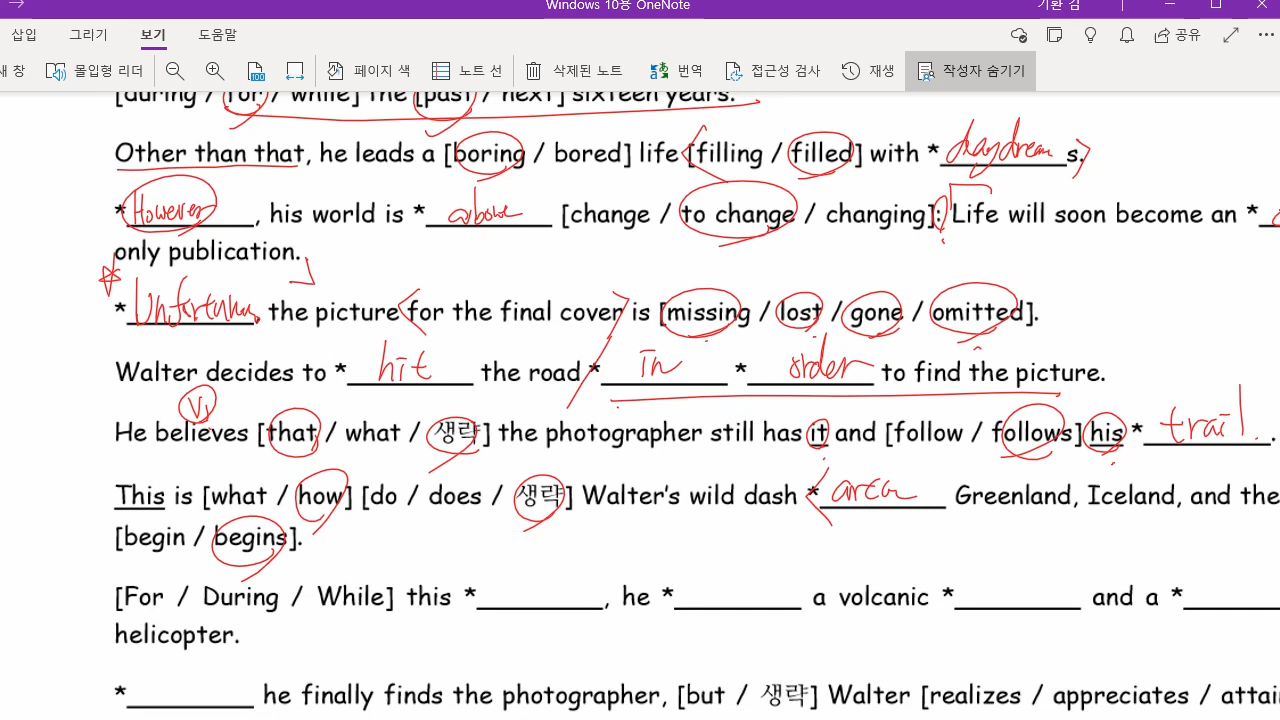 Windows 10용 OneNote 기환 김
삽입 그리기 보기 도움말 공유
새 창 몰입형 리더 페이지 색 노트 선 삭제된 노트 번역 접근성 검사 재생 작성자 숨기기
[during / for / while] the [past / next] sixteen years.
Other than that, he leads a [boring / bored] life [filling / filled] with * daydream s.
* However , his world is * above [change / to change / changing]: Life will soon become an *
only publication.
* the picture for the final cover is [missing / lost / gone / omitted].
Walter decides to * hit the road * in * order to find the picture.
V
He believes [that / what / 생략] the photographer still has it and [follow / follows] his * trail.
This is [what / how] [do / does / 생략] Walter's wild dash * Greenland, Iceland, and the
[begin / begins].
[For / During / While] this *________, he *________ a volcanic *________ and a *________
helicopter.
*________ he finally finds the photographer, [but / 생략] Walter [realizes / appreciates /